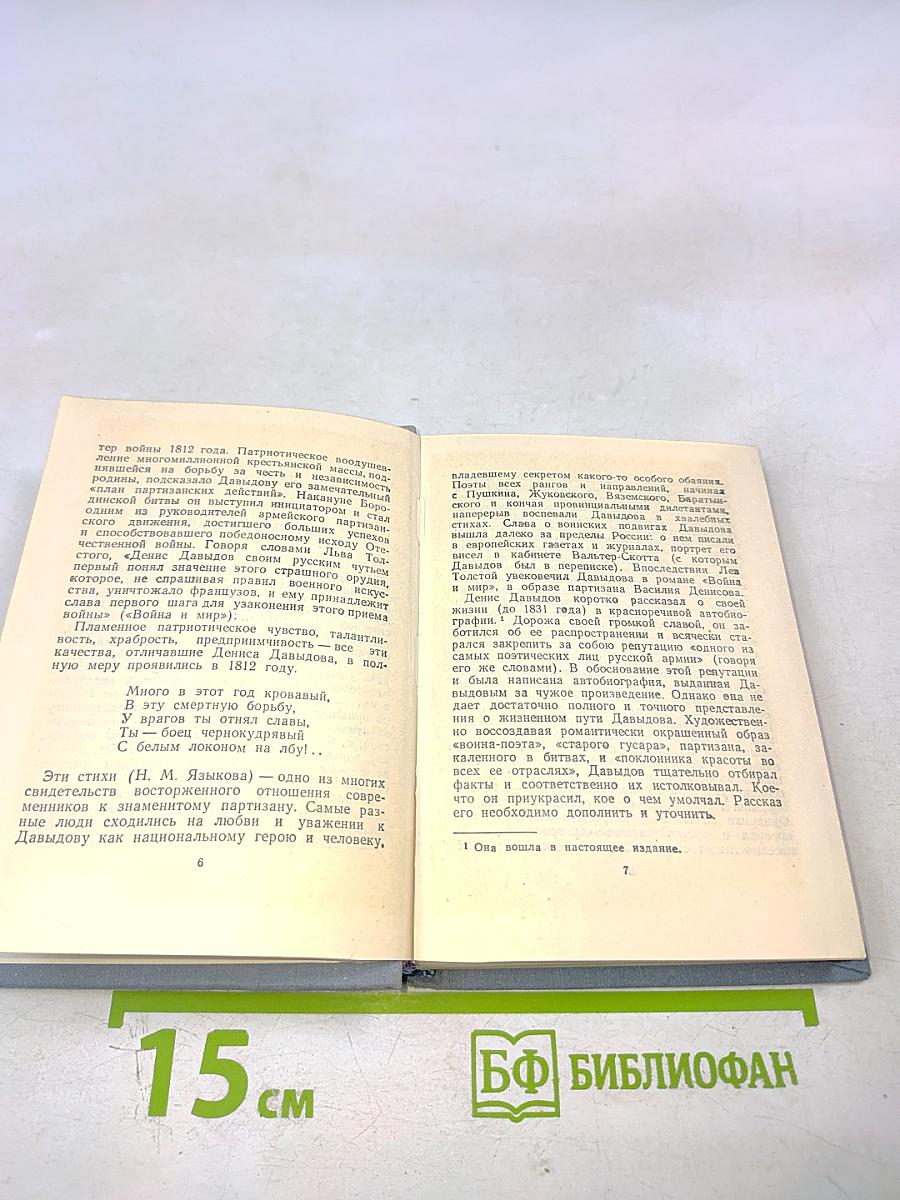 тер войны 1812 года. Патриотическое воодушев-
ление многомиллионной крестьянской массы, под-
нявшейся на борьбу за честь и независимость
родины, подсказало Давыдову его замечательный
«план партизанских действий». Накануне Боро-
динской битвы он выступил инициатором и стал
одним из руководителей армейского партизан-
ского движения, достигшего больших успехов
и способствовавшего победоносному исходу Оте-
чественной войны. Говоря словами Льва Тол-
стого, «Денис Давыдов своим русским чутьем
первый понял значение этого страшного орудия,
которое, не спрашивая правил военного искус-
ства, уничтожало французов, и ему принадлежит
слава первого шага для узаконения этого приема
войны» («Война и мир»).
Пламенное патриотическое чувство, талантли-
вость, храбрость, предприимчивость — все эти
качества, отличавшие Дениса Давыдова, в пол-
ную меру проявились в 1812 году.
Много в этот год кровавый,
В эту смертную борьбу,
У врагов ты отнял славы,
Ты — боец чернокудрявый
С белым локоном на лбу!..
Эти стихи (Н. М. Языкова) — одно из многих
свидетельств восторженного отношения совре-
менников к знаменитому партизану. Самые раз-
ные люди сходились на любви и уважении к
Давыдову как национальному герою и человеку,
6
владевшему секретом какого-то особого обаяния.
Поэты всех рангов и направлений, начиная
с Пушкина, Жуковского, Вяземского, Баратын-
ского и кончая провинциальными дилетантами,
наперерыв воспевали Давыдова в хвалебных
стихах. Слава о воинских подвигах Давыдова
вышла далеко за пределы России: о нем писали
в европейских газетах и журналах, портрет его
висел в кабинете Вальтер-Скотта (с которым
Давыдов был в переписке). Впоследствии Лев
Толстой увековечил Давыдова в романе «Война
и мир», в образе партизана Василия Денисова.
Денис Давыдов коротко рассказал о своей
жизни (до 1831 года) в красноречивой автобио-
графии.¹ Дорожа своей громкой славой, он за-
ботился об ее распространении и всячески ста-
рался закрепить за собою репутацию «одного из
самых поэтических лиц русской армии» (говоря
его же словами). В обоснование этой репутации
и была написана автобиография, выданная Да-
выдовым за чужое произведение. Однако она не
дает достаточно полного и точного представле-
ния о жизненном пути Давыдова. Художествен-
но воссоздавая романтически окрашенный образ
«воина-поэта», «старого гусара», партизана, за-
каленного в битвах, и «поклонника красоты во
всех ее отраслях», Давыдов тщательно отбирал
факты и соответственно их истолковывал. Кое-
что он приукрасил, кое о чем умолчал. Рассказ
его необходимо дополнить и уточнить.
¹ Она вошла в настоящее издание.
7
15 см
БФ БИБЛИОФАН